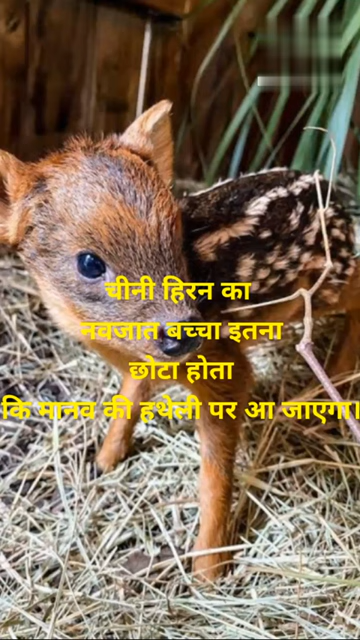 चीनी हिरन का
नवजात बच्चा इतना
छोटा होता
कि मानव की हथेली पर आ जाएगा।